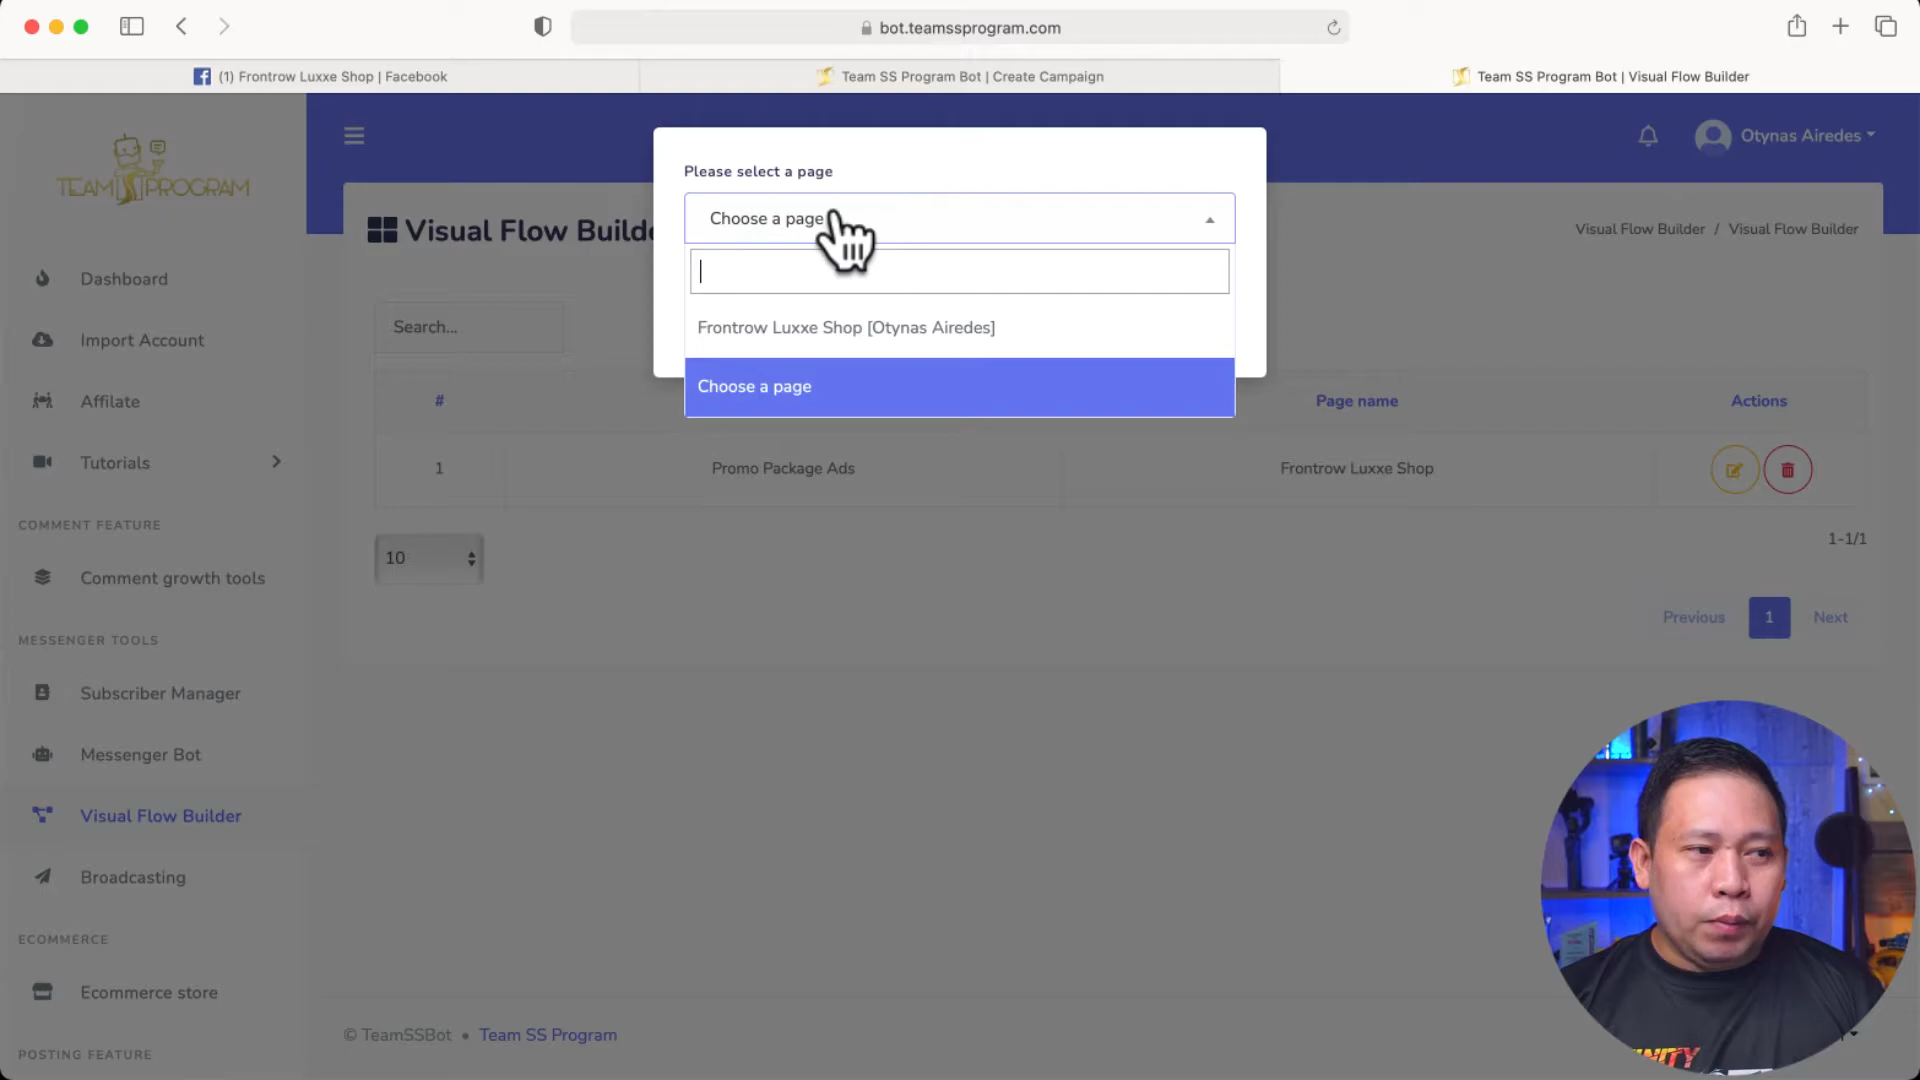 bot.teamssprogram.com
(1) Frontrow Luxxe Shop | Facebook
Team SS Program Bot | Create Campaign
Team SS Program Bot | Visual Flow Builder
TEAM SS PROGRAM
Otynas Airedes
Please select a page
Choose a page
Frontrow Luxxe Shop [Otynas Airedes]
Choose a page
Visual Flow Builde
Visual Flow Builder / Visual Flow Builder
Search...
# Page name Actions
1 Promo Package Ads Frontrow Luxxe Shop
10
1-1/1
Previous 1 Next
Dashboard
Import Account
Affilate
Tutorials
COMMENT FEATURE
Comment growth tools
MESSENGER TOOLS
Subscriber Manager
Messenger Bot
Visual Flow Builder
Broadcasting
ECOMMERCE
Ecommerce store
POSTING FEATURE
© TeamSSBot • Team SS Program